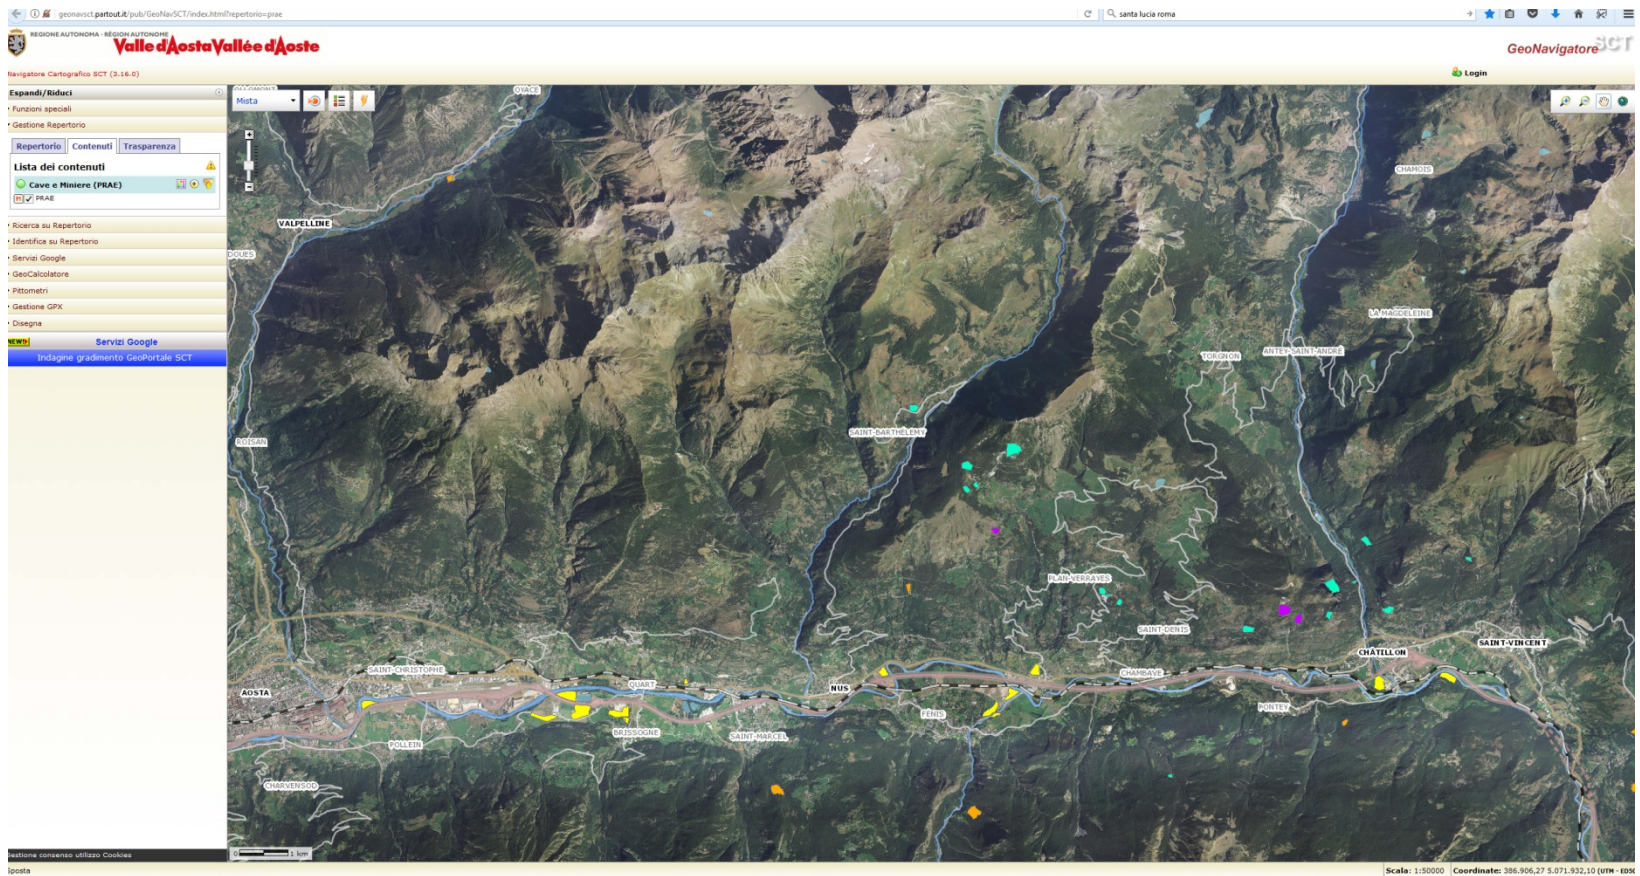 geonavsct.partout.it/pub/GeoNavSCT/index.html?repertorio=prae
santa lucia roma
REGIONE AUTONOMA - RÉGION AUTONOME
Valle d'Aosta Vallée d'Aoste
GeoNavigatore SCT
Navigatore Cartografico SCT (3.16.0)
Login
Espandi/Riduci
Funzioni speciali
Gestione Repertorio
Repertorio Contenuti Trasparenza
Lista dei contenuti
Cave e Miniere (PRAE)
PRAE
Ricerca su Repertorio
Identifica su Repertorio
Servizi Google
GeoCalcolatore
Pittometri
Gestione GPX
Disegna
NEW! Servizi Google
Indagine gradimento GeoPortale SCT
Gestione consenso utilizzo Cookies
Sposta
Mista
OLLOMONT
OYACE
CHAMOIS
VALPELLINE
DOUES
LA MAGDELEINE
TORGNON
ANTEY-SAINT-ANDRÉ
ROISAN
SAINT-BARTHÉLEMY
PLAN-VERRAYES
SAINT-DENIS
SAINT-VINCENT
CHÂTILLON
SAINT-CHRISTOPHE
CHAMBAVE
QUART
NUS
AOSTA
PONTEY
FÉNIS
BRISSOGNE
SAINT-MARCEL
POLLEIN
CHARVENSOD
0 1 km
Scala: 1:50000 Coordinate: 386.906,27 5.071.932,10 (UTM - ED50